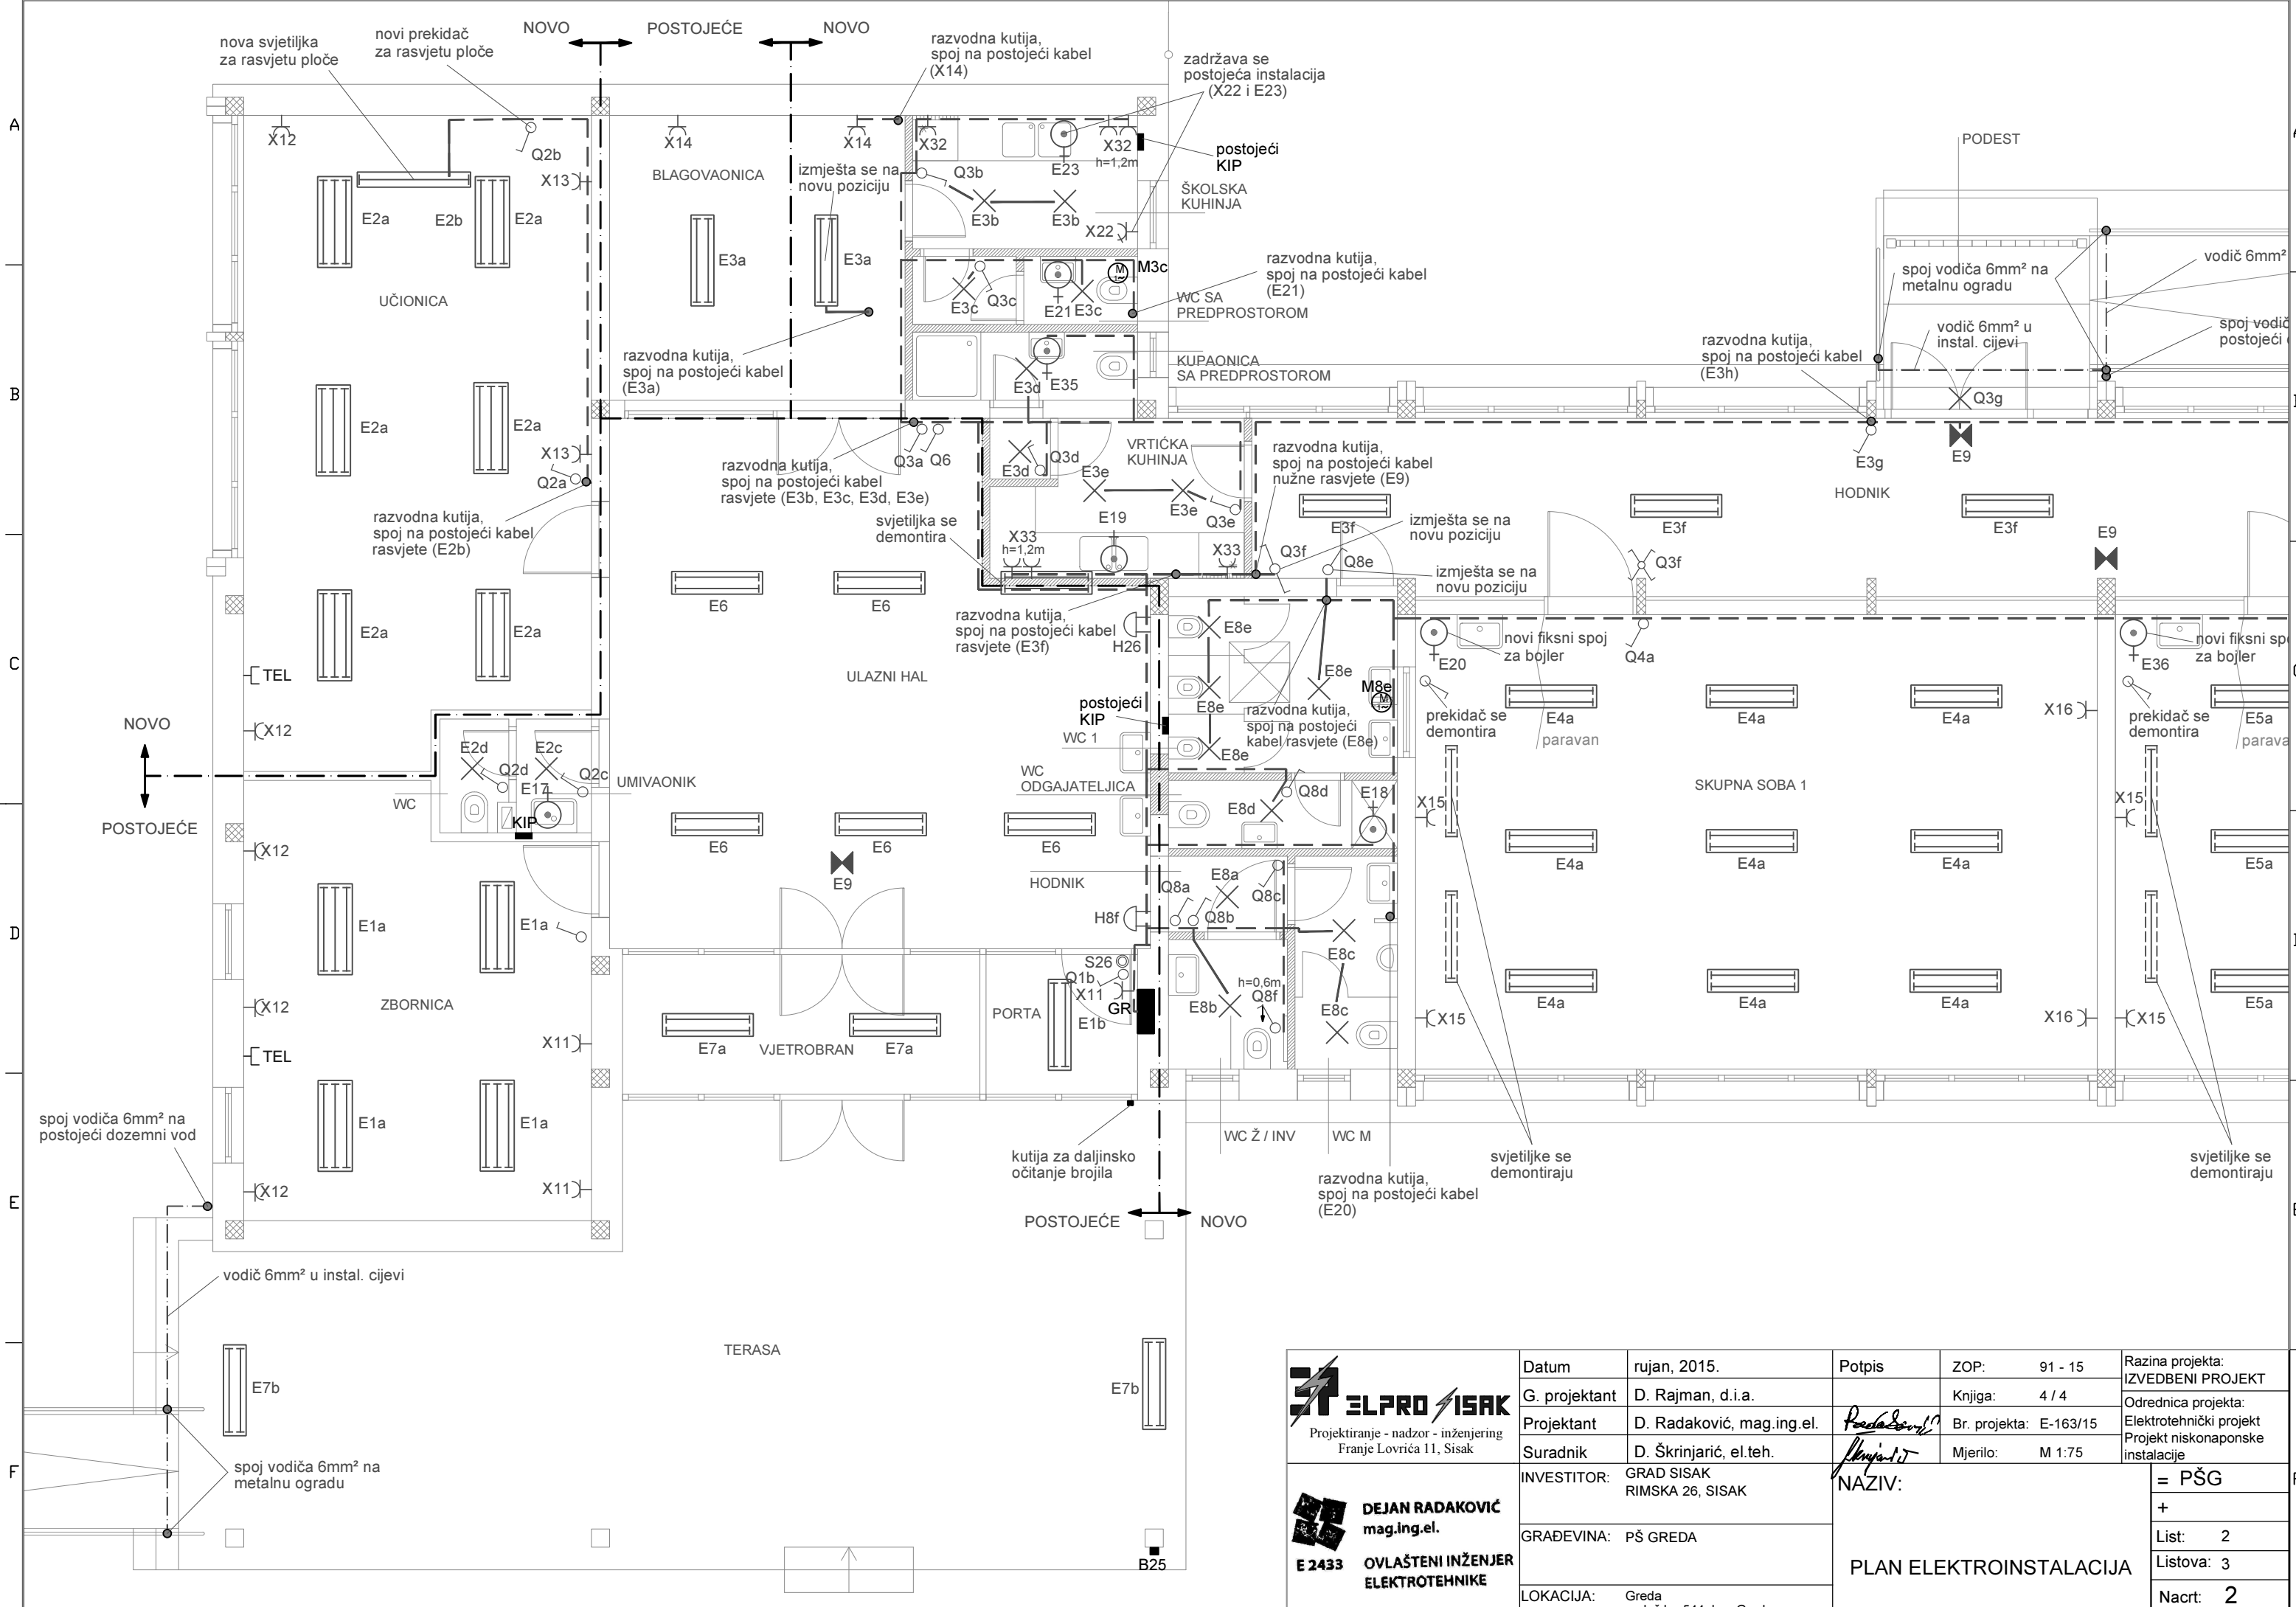 NOVO
POSTOJEĆE
NOVO
nova svjetiljka
za rasvjetu ploče
novi prekidač
za rasvjetu ploče
razvodna kutija,
spoj na postojeći kabel
(X14)
zadržava se
postojeća instalacija
(X22 i E23)
A
X12
Q2b
X13
X14
X14
X32
E23
X32
h=1,2m
postojeći
KIP
PODEST
BLAGOVAONICA
izmješta se na
novu poziciju
Q3b
E3b
E3b
ŠKOLSKA
KUHINJA
X22
E2a
E2b
E2a
E3a
E3a
UČIONICA
M
1~
M3c
E3c
Q3c
E21
E3c
razvodna kutija,
spoj na postojeći kabel
(E21)
WC SA
PREDPROSTOROM
spoj vodiča 6mm² na
metalnu ogradu
vodič 6mm²
vodič 6mm² u
instal. cijevi
spoj vodič
postojeći
razvodna kutija,
spoj na postojeći kabel
(E3a)
KUPAONICA
SA PREDPROSTOROM
razvodna kutija,
spoj na postojeći kabel
(E3h)
B
E3d
E35
Q3g
E9
E3g
E2a
E2a
X13
Q2a
razvodna kutija,
spoj na postojeći kabel
rasvjete (E2b)
Q3a
Q6
razvodna kutija,
spoj na postojeći kabel
rasvjete (E3b, E3c, E3d, E3e)
E3d
Q3d
VRTIĆKA
KUHINJA
E3e
E3e
Q3e
razvodna kutija,
spoj na postojeći kabel
nužne rasvjete (E9)
HODNIK
E3f
E3f
E3f
svjetiljka se
demontira
X33
h=1,2m
E19
X33
Q3f
izmješta se na
novu poziciju
Q8e
izmješta se na
novu poziciju
Q3f
E9
E6
E6
razvodna kutija,
spoj na postojeći kabel
rasvjete (E3f)
H26
E2a
E2a
C
TEL
X12
ULAZNI HAL
E8e
E8e
E8e
E8e
M8e
M
1~
razvodna kutija,
spoj na postojeći
kabel rasvjete (E8e)
postojeći
KIP
WC 1
E20
novi fiksni spoj
za bojler
Q4a
E36
novi fiksni spo
za bojler
prekidač se
demontira
paravan
E4a
E4a
E4a
X16
prekidač se
demontira
parava
E5a
NOVO
POSTOJEĆE
E2d
Q2d
E2c
Q2c
E17
WC
KIP
UMIVAONIK
WC
ODGAJATELJICA
E8d
Q8d
E18
X15
SKUPNA SOBA 1
X15
X12
E6
E6
E6
E9
E4a
E4a
E4a
E5a
D
HODNIK
E8a
Q8a
Q8b
Q8c
H8f
E1a
E1a
ZBORNICA
S26
Q1b
X11
GR
E1b
PORTA
E8c
E8b
h=0,6m
Q8f
E8c
E4a
E4a
E4a
E5a
X16
X15
X15
X12
TEL
X11
E7a
VJETROBRAN
E7a
spoj vodiča 6mm² na
postojeći dozemni vod
E1a
E1a
X12
X11
E
kutija za daljinsko
očitanje brojila
WC Ž / INV
WC M
razvodna kutija,
spoj na postojeći kabel
(E20)
svjetiljke se
demontiraju
svjetiljke se
demontiraju
POSTOJEĆE
NOVO
vodič 6mm² u instal. cijevi
E7b
TERASA
E7b
F
spoj vodiča 6mm² na
metalnu ogradu
B25
ELPRO SISAK
Projektiranje - nadzor - inženjering
Franje Lovrića 11, Sisak
Datum
rujan, 2015.
Potpis
G. projektant
D. Rajman, d.i.a.
Projektant
D. Radaković, mag.ing.el.
Suradnik
D. Škrinjarić, el.teh.
ZOP: 91 - 15
Knjiga: 4 / 4
Br. projekta: E-163/15
Mjerilo: M 1:75
Razina projekta:
IZVEDBENI PROJEKT
Odrednica projekta:
Elektrotehnički projekt
Projekt niskonaponske
instalacije
DEJAN RADAKOVIĆ
mag.ing.el.
E 2433
OVLAŠTENI INŽENJER
ELEKTROTEHNIKE
INVESTITOR: GRAD SISAK
RIMSKA 26, SISAK
GRAĐEVINA: PŠ GREDA
LOKACIJA: Greda
NAZIV:
PLAN ELEKTROINSTALACIJA
= PŠG
+
List: 2
Listova: 3
Nacrt: 2